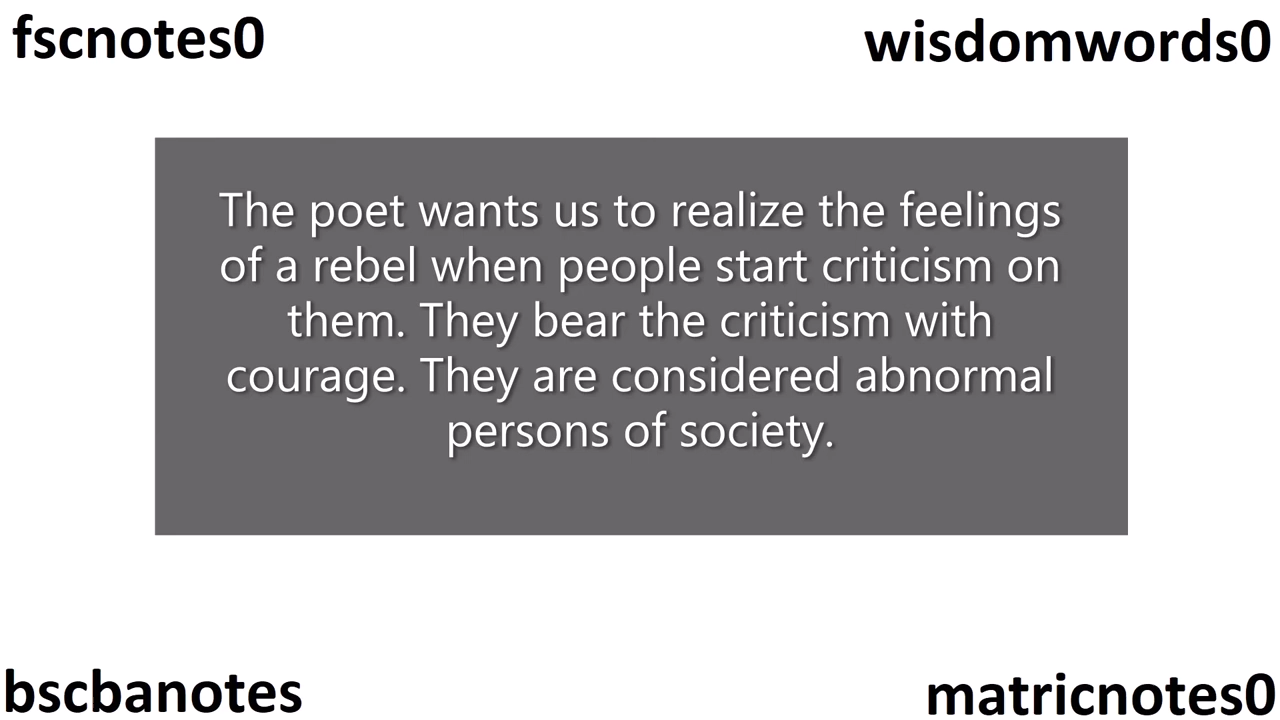 fscnotes0
wisdomwords0
The poet wants us to realize the feelings
of a rebel when people start criticism on
them. They bear the criticism with
courage. They are considered abnormal
persons of society.
bscbanotes
matricnotes0